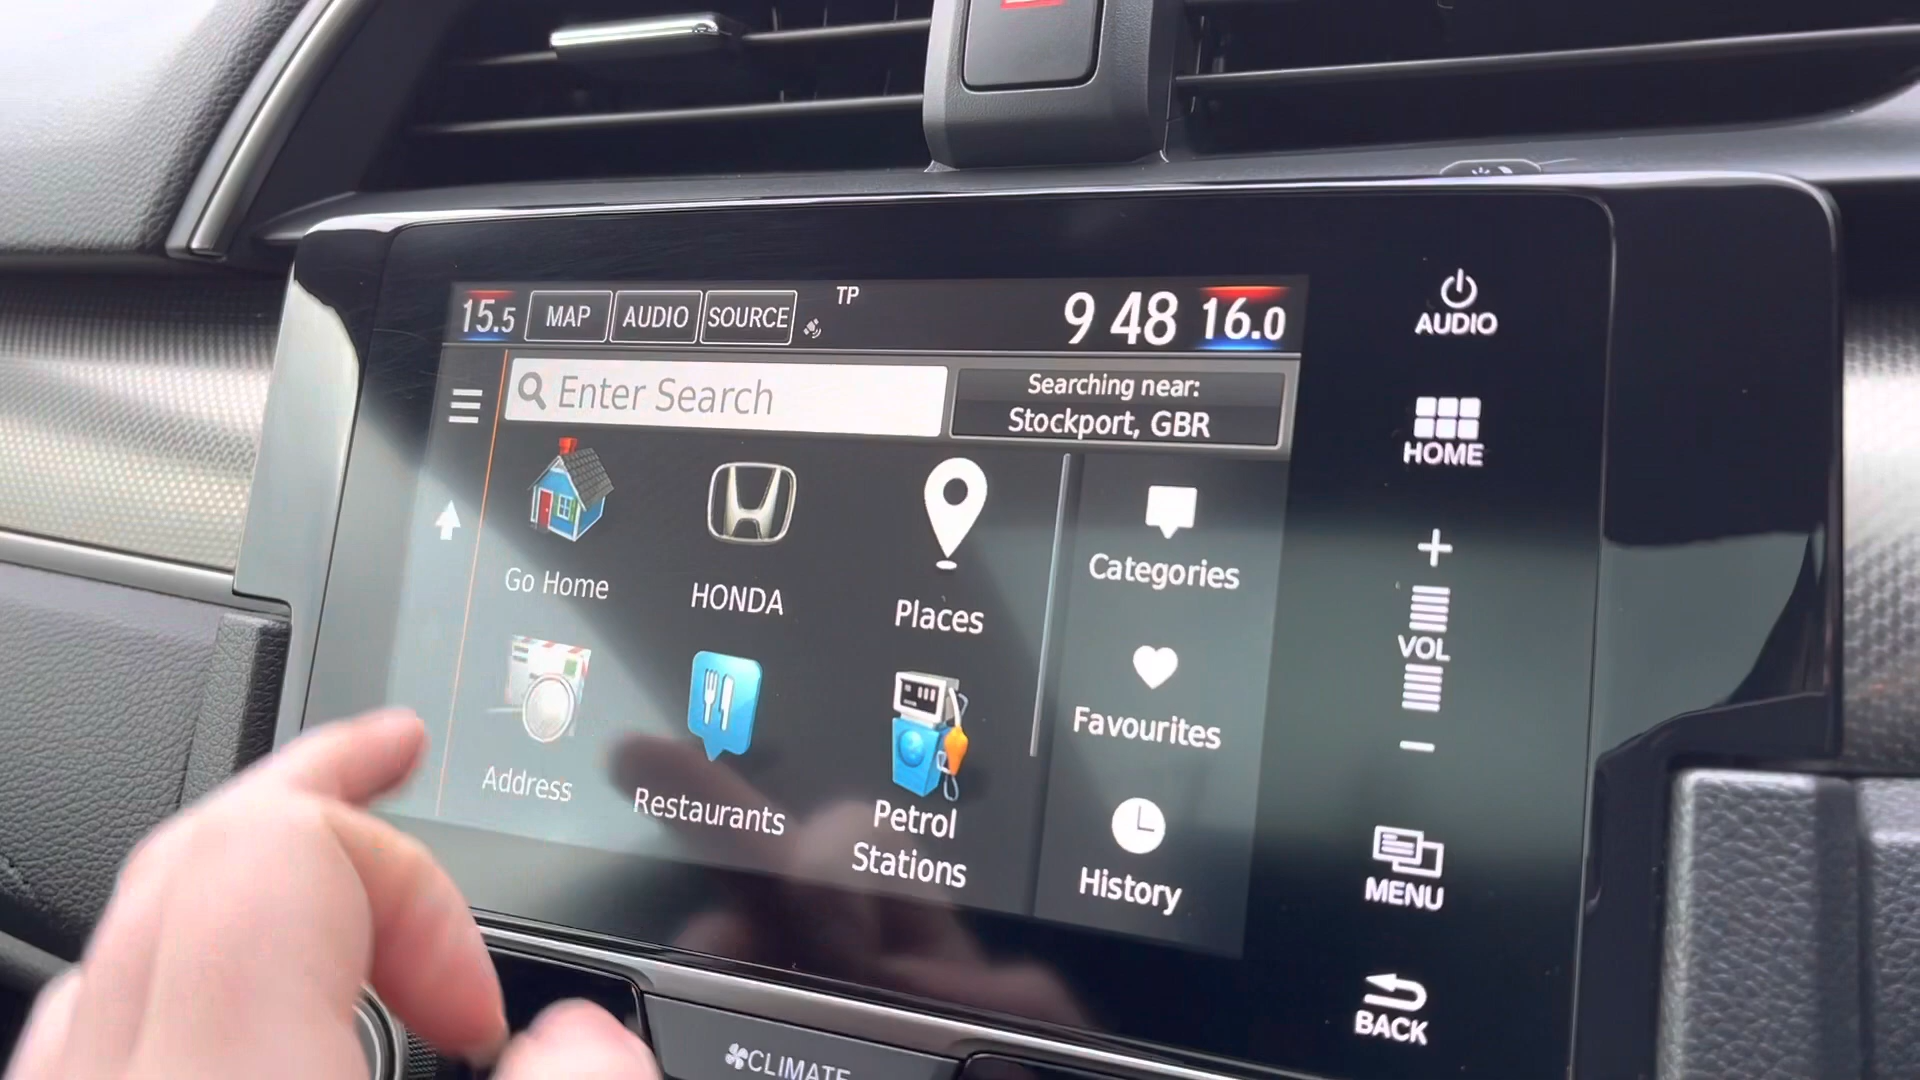 15.5
MAP
AUDIO
SOURCE
TP
9 48
16.0
Enter Search
Searching near:
Stockport, GBR
Go Home
HONDA
Places
Categories
Address
Restaurants
Petrol
Stations
Favourites
History
AUDIO
HOME
+
VOL
−
MENU
BACK
CLIMATE